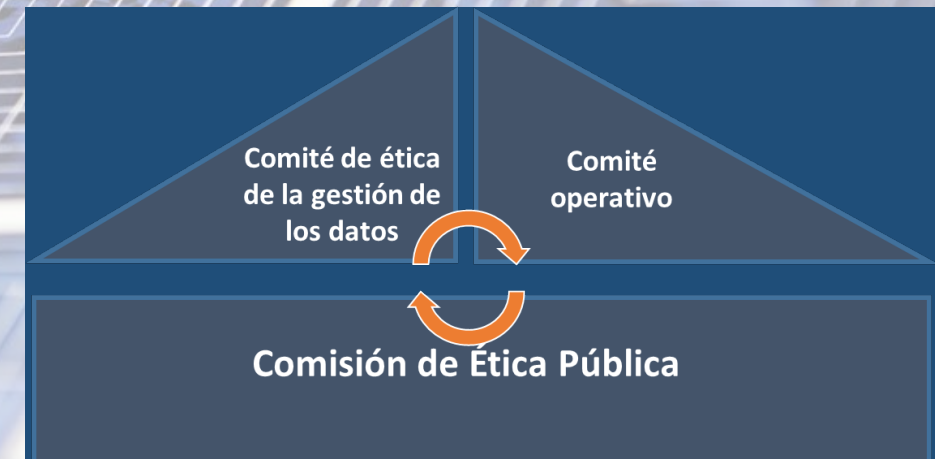 Comité de ética
de la gestión de
los datos
Comité
operativo
Comisión de Ética Pública